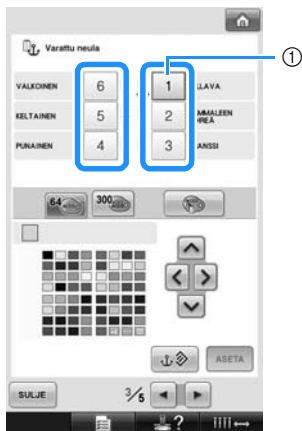 Varattu neula
VALKOINEN 6 1 LLAVA
KELTAINEN 5 2 MMALEEN
HREÄ
PUNAINEN 4 3 ANSSI
64 300
ASETA
SULJE 3/5
?
①